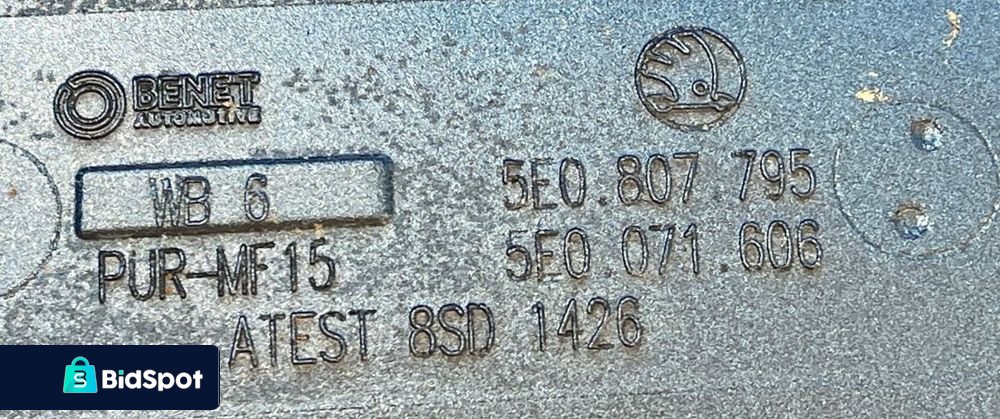 BENET
AUTOMOTIVE
WB 6
5E0.807 795
PUR-MF15
5E0 071 606
ATEST 8SD 1426
BidSpot